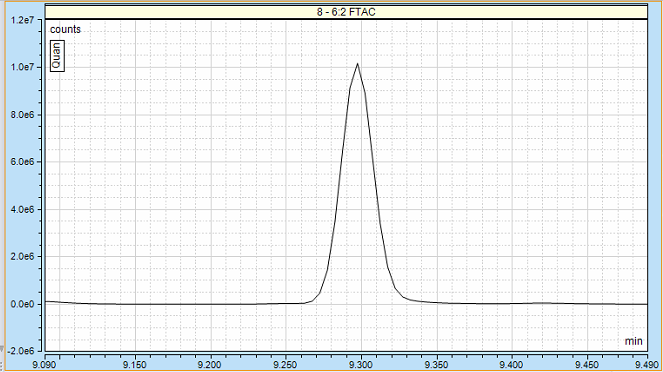 8 - 6:2 FTAC
1.2e7
counts
Quan
1.0e7
8.0e6
6.0e6
4.0e6
2.0e6
0.0e0
-2.0e6
min
9.090
9.150
9.200
9.250
9.300
9.350
9.400
9.450
9.490